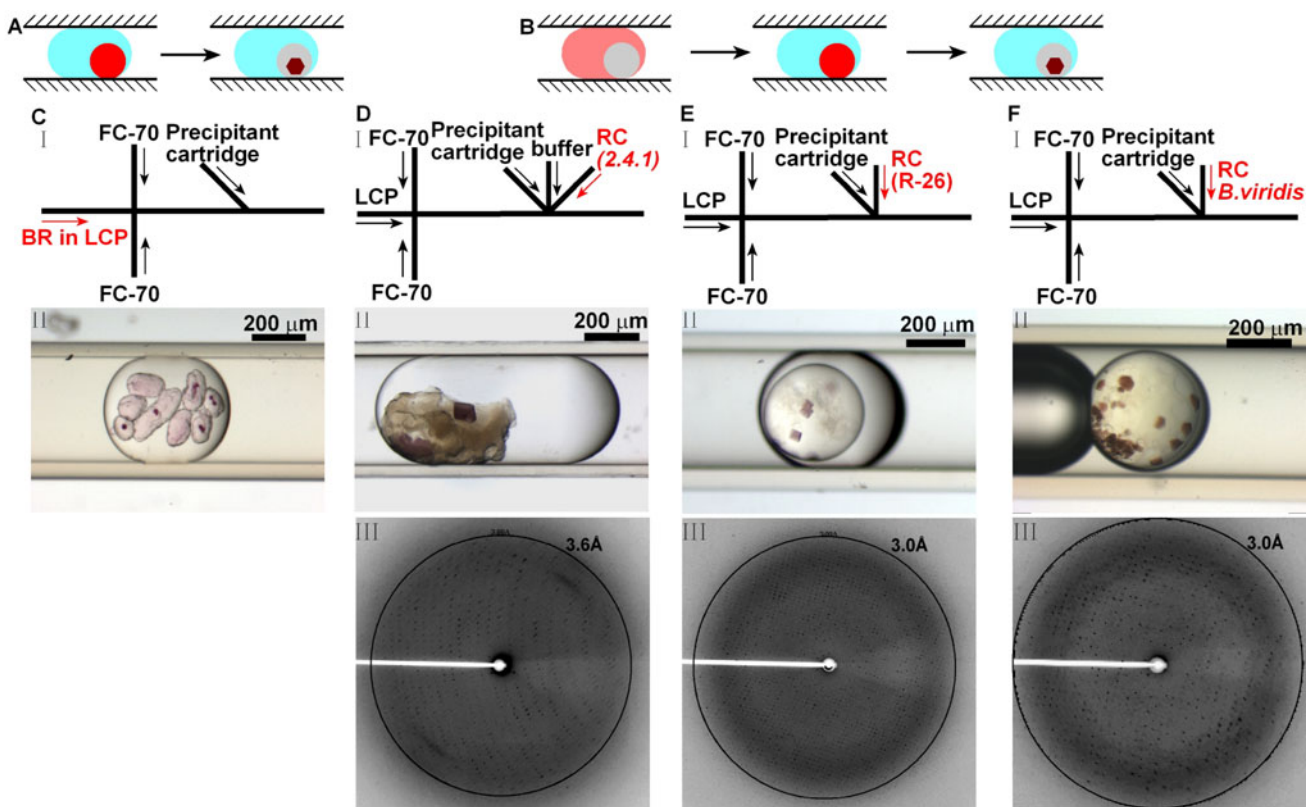 A
B
C
I
FC-70
Precipitant
cartridge
BR in LCP
FC-70
II
200 μm
D
I
FC-70
Precipitant
cartridge
buffer
RC
(2.4.1)
LCP
FC-70
II
200 μm
III
3.6Å
E
I
FC-70
Precipitant
cartridge
RC
(R-26)
LCP
FC-70
II
200 μm
III
3.0Å
F
I
FC-70
Precipitant
cartridge
RC
B.viridis
LCP
FC-70
II
200 μm
III
3.0Å